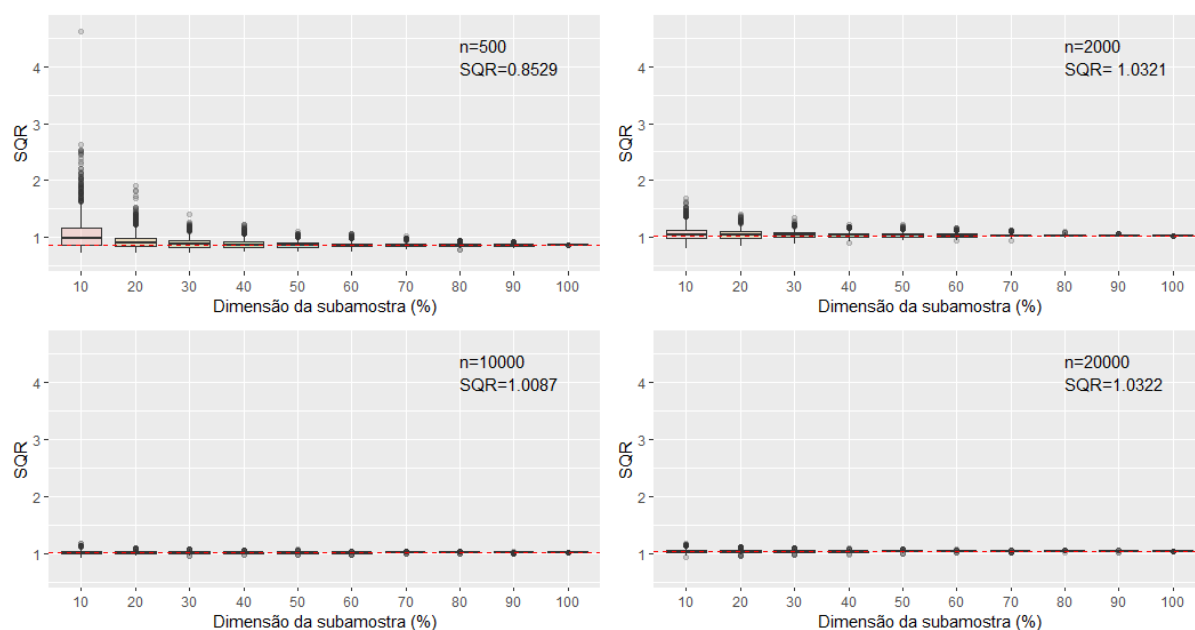 n=500
SQR=0.8529
SQR
4
3
2
1
10 20 30 40 50 60 70 80 90 100
Dimensão da subamostra (%)
n=2000
SQR= 1.0321
SQR
4
3
2
1
10 20 30 40 50 60 70 80 90 100
Dimensão da subamostra (%)
n=10000
SQR=1.0087
SQR
4
3
2
1
10 20 30 40 50 60 70 80 90 100
Dimensão da subamostra (%)
n=20000
SQR=1.0322
SQR
4
3
2
1
10 20 30 40 50 60 70 80 90 100
Dimensão da subamostra (%)